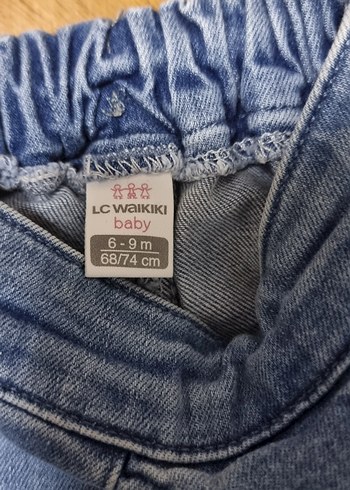 LC WAIKIKI
baby
6 - 9 m
68/74 cm